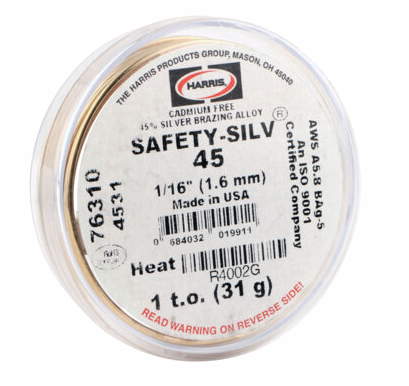 THE HARRIS PRODUCTS GROUP, MASON, OH 45040
HARRIS
CADMIUM FREE
45% SILVER BRAZING ALLOY
SAFETY-SILV®
45
1/16" (1.6 mm)
Made in USA
0 684032 019911
Heat
R4002G
1 t.o. (31 g)
READ WARNING ON REVERSE SIDE!
76310
4531
RoHS
AWS A5.8 BAg-5
An ISO 9001
Certified Company